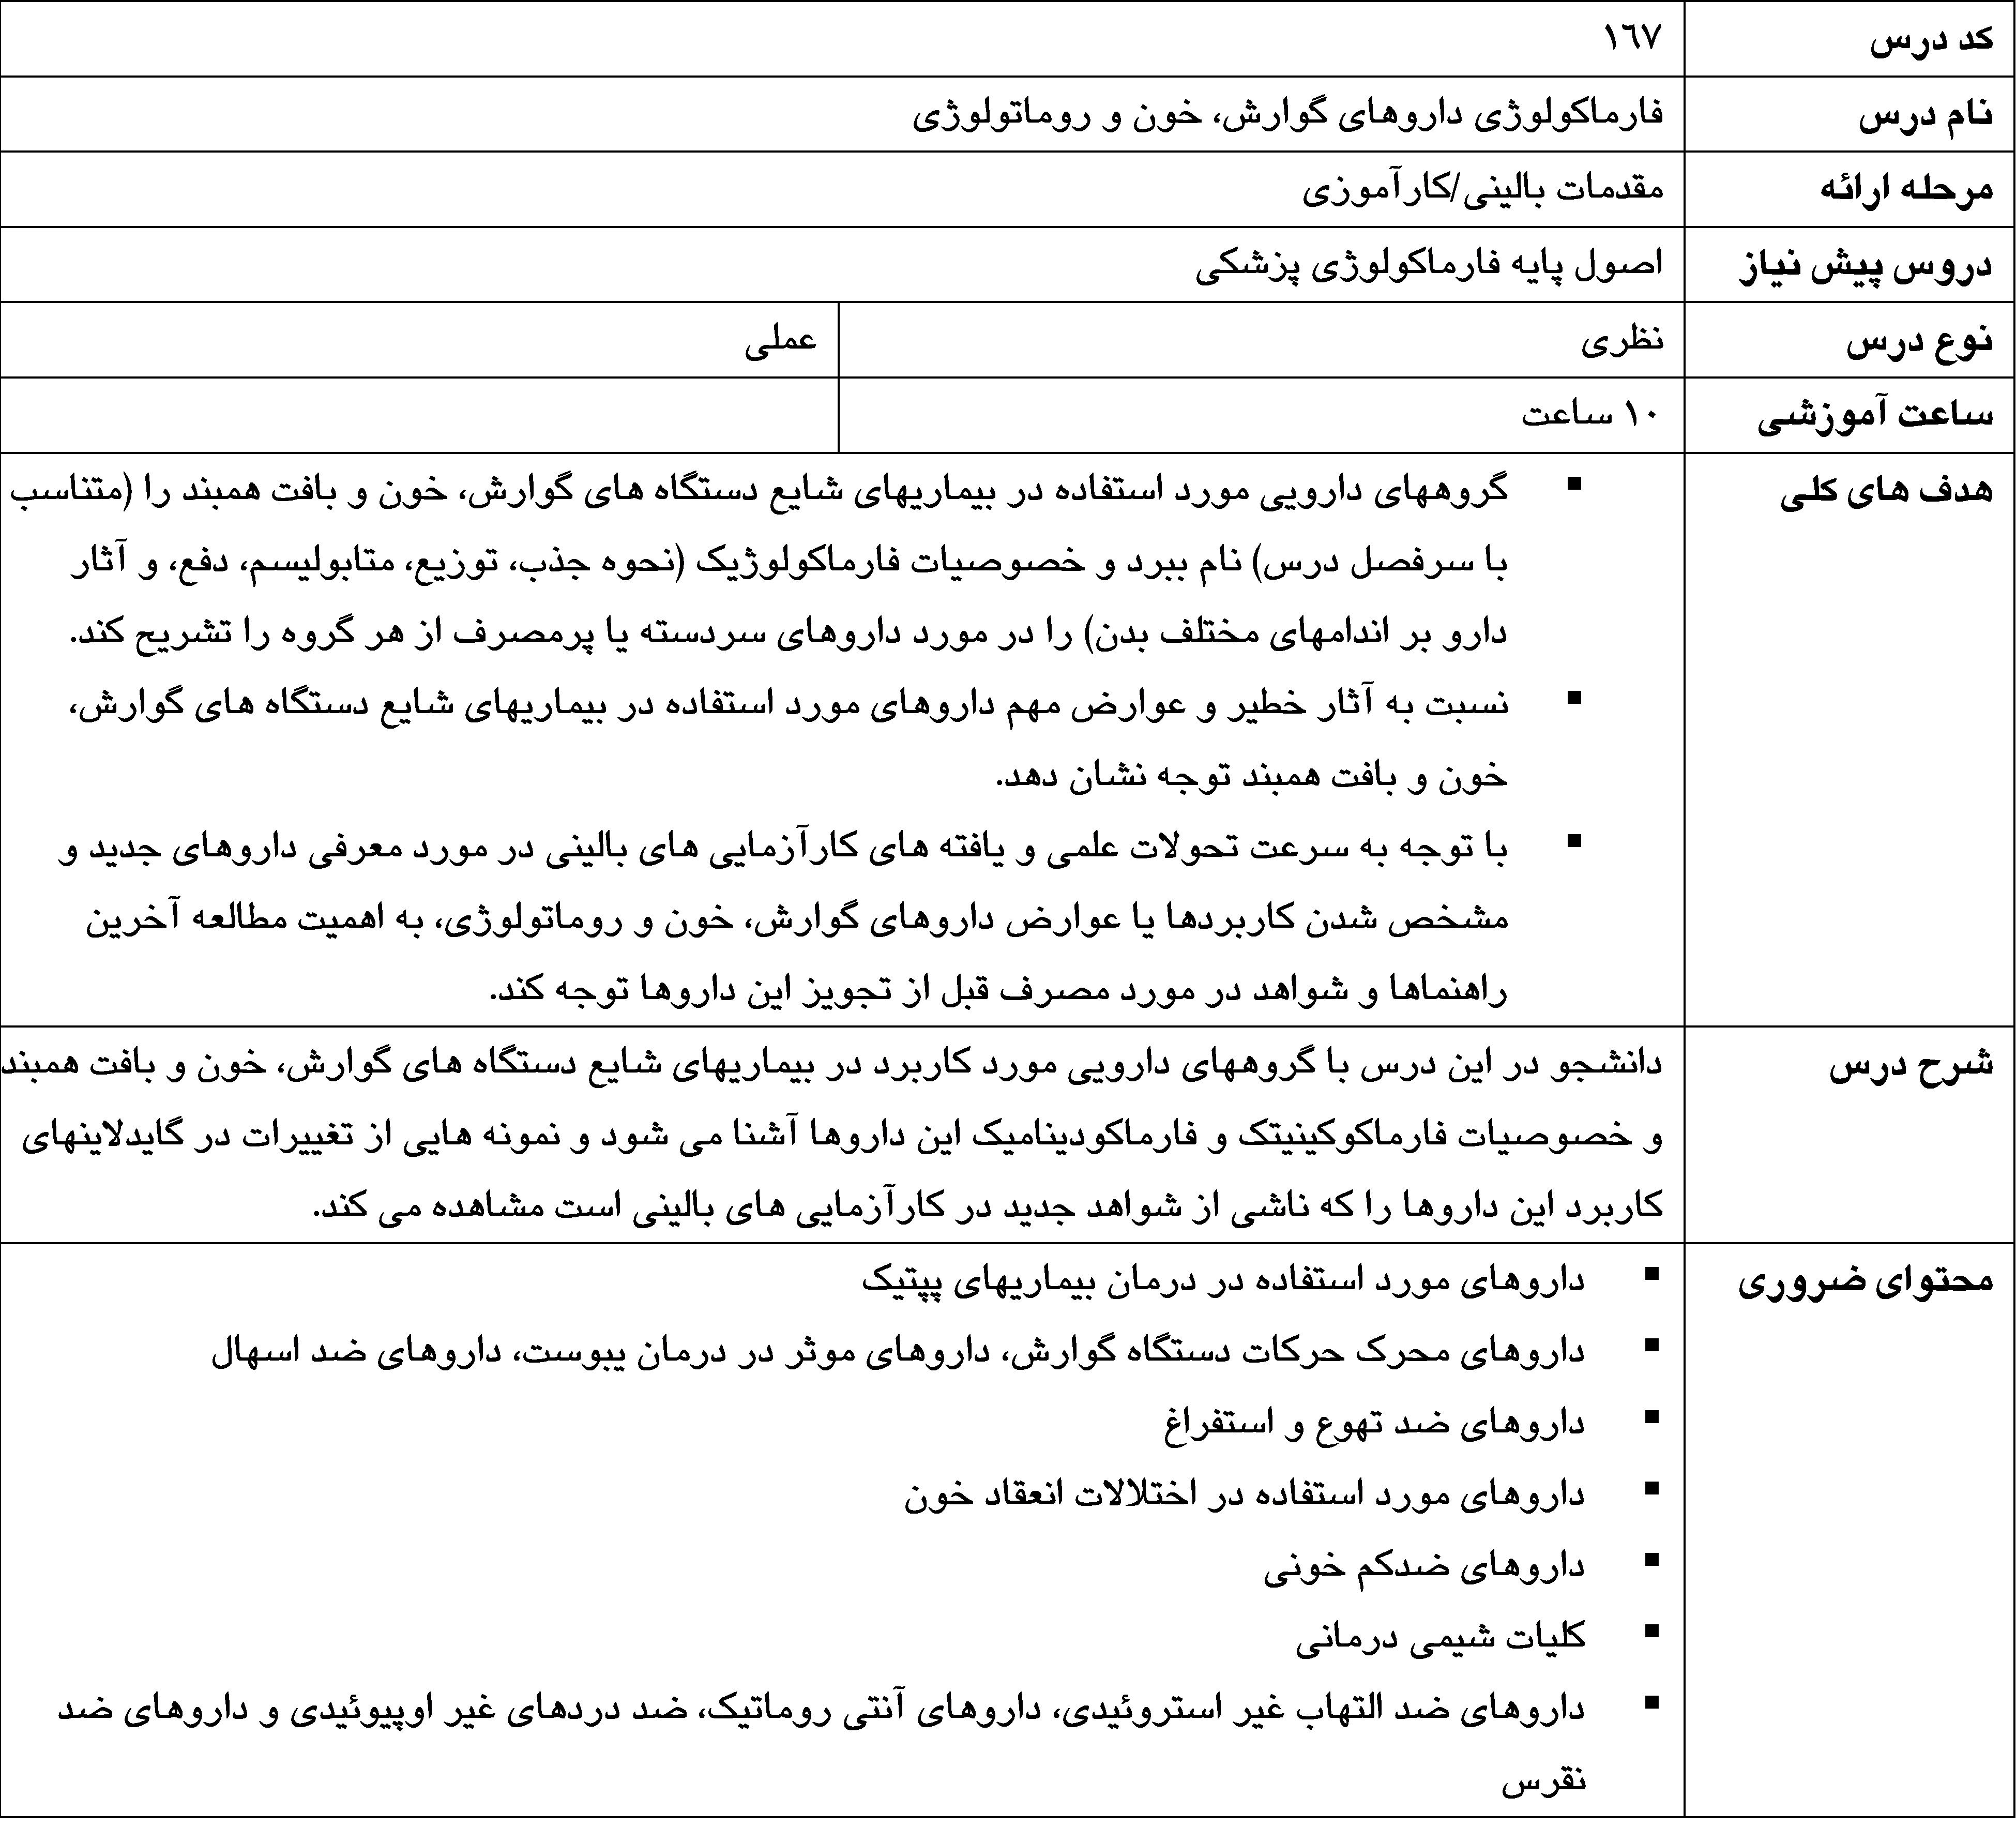 کد درس ١٦٧
نام درس فارماکولوژی داروهای گوارش، خون و روماتولوژی
مرحله ارائه مقدمات بالینی/کارآموزی
دروس پیش نیاز اصول پایه فارماکولوژی پزشکی
نوع درس نظری عملی
ساعت آموزشی ١٠ ساعت
هدف های کلی ▪ گروههای دارویی مورد استفاده در بیماریهای شایع دستگاه های گوارش، خون و بافت همبند را (متناسب
با سرفصل درس) نام ببرد و خصوصیات فارماکولوژیک (نحوه جذب، توزیع، متابولیسم، دفع، و آثار
دارو بر اندامهای مختلف بدن) را در مورد داروهای سردسته یا پرمصرف از هر گروه را تشریح کند.
▪ نسبت به آثار خطیر و عوارض مهم داروهای مورد استفاده در بیماریهای شایع دستگاه های گوارش،
خون و بافت همبند توجه نشان دهد.
▪ با توجه به سرعت تحولات علمی و یافته های کارآزمایی های بالینی در مورد معرفی داروهای جدید و
مشخص شدن کاربردها یا عوارض داروهای گوارش، خون و روماتولوژی، به اهمیت مطالعه آخرین
راهنماها و شواهد در مورد مصرف قبل از تجویز این داروها توجه کند.
شرح درس دانشجو در این درس با گروههای دارویی مورد کاربرد در بیماریهای شایع دستگاه های گوارش، خون و بافت همبند
و خصوصیات فارماکوکینیتک و فارماکودینامیک این داروها آشنا می شود و نمونه هایی از تغییرات در گایدلاینهای
کاربرد این داروها را که ناشی از شواهد جدید در کارآزمایی های بالینی است مشاهده می کند.
محتوای ضروری ▪ داروهای مورد استفاده در درمان بیماریهای پپتیک
▪ داروهای محرک حرکات دستگاه گوارش، داروهای موثر در درمان یبوست، داروهای ضد اسهال
▪ داروهای ضد تهوع و استفراغ
▪ داروهای مورد استفاده در اختلالات انعقاد خون
▪ داروهای ضدکم خونی
▪ کلیات شیمی درمانی
▪ داروهای ضد التهاب غیر استروئیدی، داروهای آنتی روماتیک، ضد دردهای غیر اوپیوئیدی و داروهای ضد
نقرس